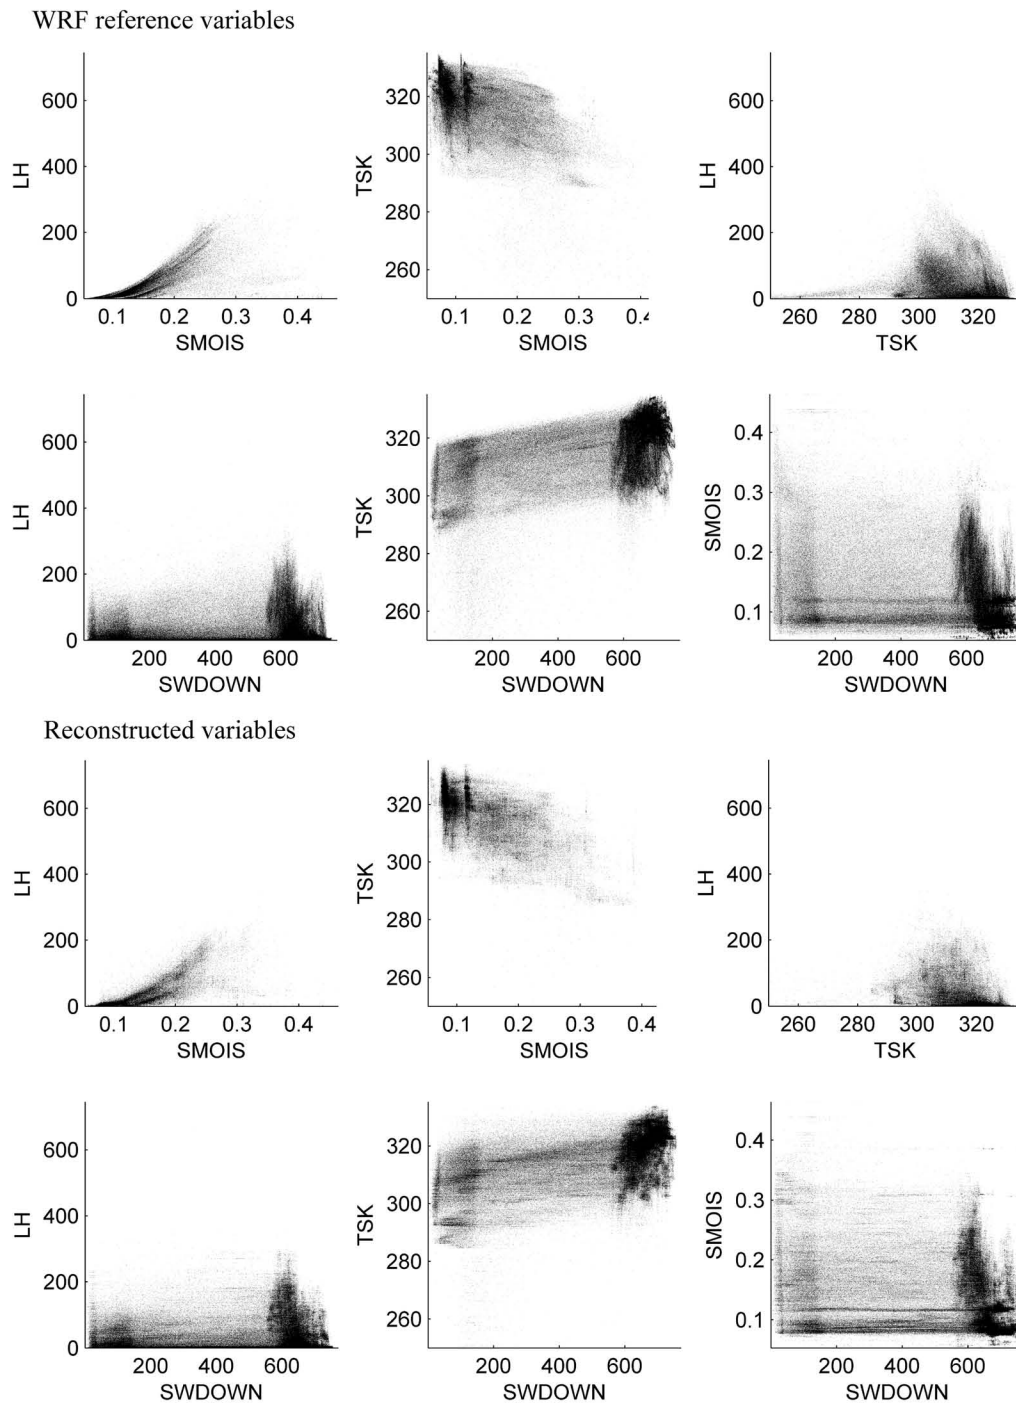 WRF reference variables
LH
600
400
200
0
0.1 0.2 0.3 0.4
SMOIS
TSK
320
300
280
260
0.1 0.2 0.3
SMOIS
LH
600
400
200
0
260 280 300 320
TSK
LH
600
400
200
0
200 400 600
SWDOWN
TSK
320
300
280
260
200 400 600
SWDOWN
SMOIS
0.4
0.3
0.2
0.1
200 400 600
SWDOWN
Reconstructed variables
LH
600
400
200
0
0.1 0.2 0.3 0.4
SMOIS
TSK
320
300
280
260
0.1 0.2 0.3 0.4
SMOIS
LH
600
400
200
0
260 280 300 320
TSK
LH
600
400
200
0
200 400 600
SWDOWN
TSK
320
300
280
260
200 400 600
SWDOWN
SMOIS
0.4
0.3
0.2
0.1
200 400 600
SWDOWN